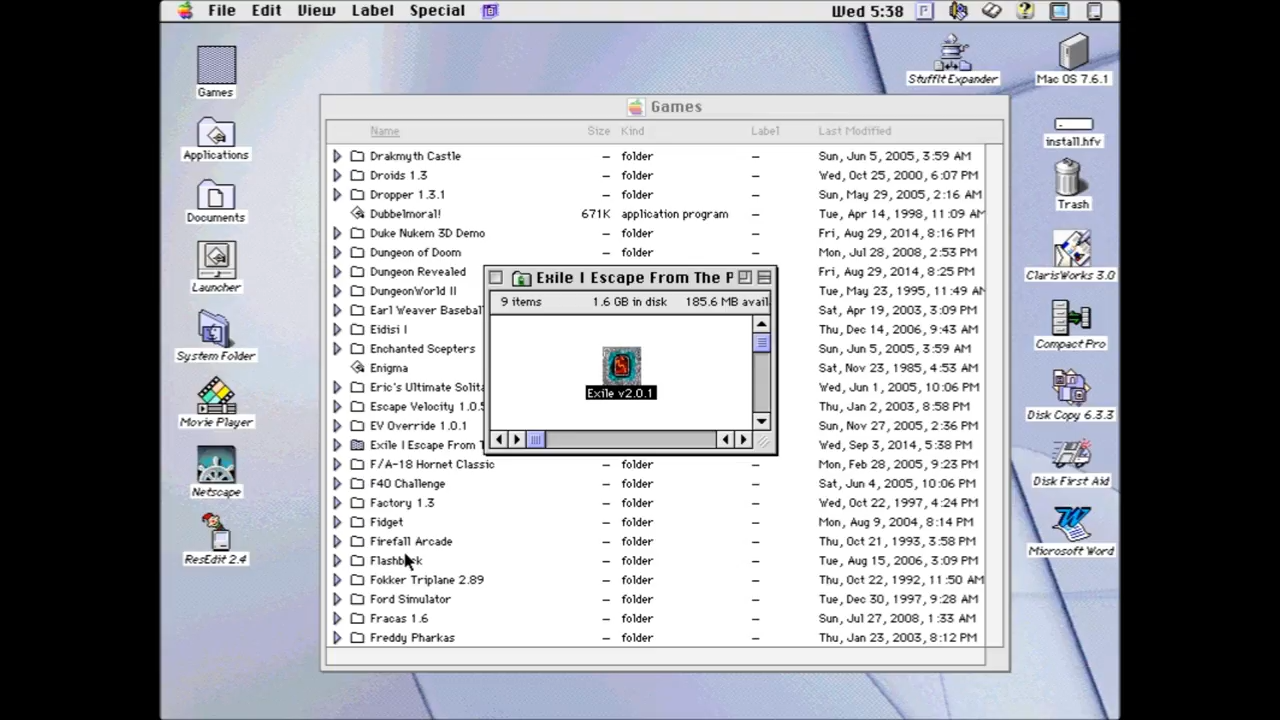 File Edit View Label Special Wed 5:38
Games
Applications
Documents
Launcher
System Folder
Movie Player
Netscape
ResEdit 2.4
StuffIt Expander
Mac OS 7.6.1
install.hfv
Trash
ClarisWorks 3.0
Compact Pro
Disk Copy 6.3.3
Disk First Aid
Microsoft Word
Games
Name Size Kind Label Last Modified
Drakmyth Castle – folder – Sun, Jun 5, 2005, 3:59 AM
Droids 1.3 – folder – Wed, Oct 25, 2000, 6:07 PM
Dropper 1.3.1 – folder – Sun, May 29, 2005, 2:16 AM
Dubbelmoral! 671K application program – Tue, Apr 14, 1998, 11:09 AM
Duke Nukem 3D Demo – folder – Fri, Aug 29, 2014, 8:16 PM
Dungeon of Doom – folder – Mon, Jul 28, 2008, 2:53 PM
Dungeon Revealed Fri, Aug 29, 2014, 8:25 PM
DungeonWorld II Tue, May 23, 1995, 11:49 AM
Earl Weaver Basebal Sat, Apr 19, 2003, 3:09 PM
Eidisi I Thu, Dec 14, 2006, 9:43 AM
Enchanted Scepters Sun, Jun 5, 2005, 3:59 AM
Enigma Sat, Nov 23, 1985, 4:53 AM
Eric's Ultimate Solita Wed, Jun 1, 2005, 10:06 PM
Escape Velocity 1.0.5 Thu, Jan 2, 2003, 8:58 PM
EV Override 1.0.1 Sun, Nov 27, 2005, 2:36 PM
Exile I Escape From T Wed, Sep 3, 2014, 5:38 PM
F/A-18 Hornet Classic – folder – Mon, Feb 28, 2005, 9:23 PM
F40 Challenge – folder – Sat, Jun 4, 2005, 10:06 PM
Factory 1.3 – folder – Wed, Oct 22, 1997, 4:24 PM
Fidget – folder – Mon, Aug 9, 2004, 8:14 PM
Firefall Arcade – folder – Thu, Oct 21, 1993, 3:58 PM
Flashback – folder – Tue, Aug 15, 2006, 3:03 PM
Fokker Triplane 2.89 – folder – Thu, Oct 22, 1992, 11:50 AM
Ford Simulator – folder – Tue, Dec 30, 1997, 9:28 AM
Fracas 1.6 – folder – Sun, Jul 27, 2008, 1:33 AM
Freddy Pharkas – folder – Thu, Jan 23, 2003, 8:12 PM
Exile I Escape From The P
9 items 1.6 GB in disk 185.6 MB avail
Exile v2.0.1